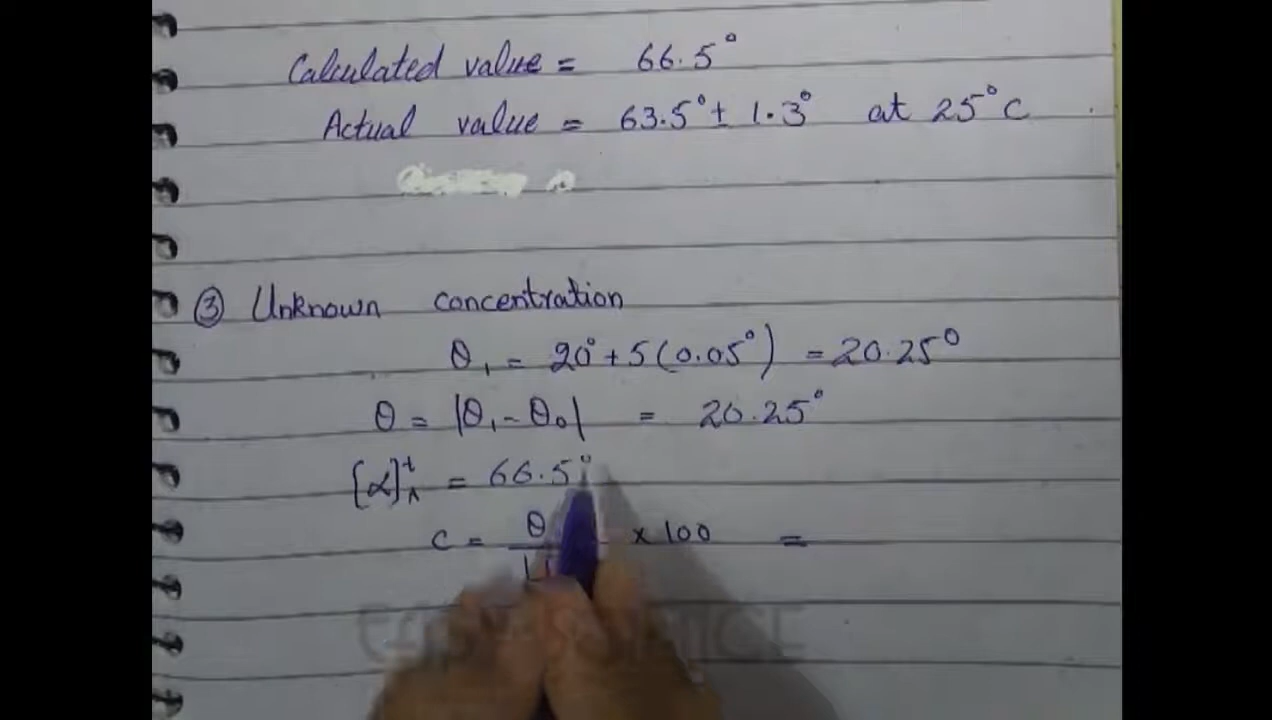 Calculated value = 66.5°
Actual value = 63.5° ± 1.3° at 25°C
③ Unknown concentration
θ₁ = 20° + 5(0.05°) = 20.25°
θ = |θ₁ - θ₀| = 20.25°
[α]ᵗ_λ = 66.5°
c = θ × 100 =